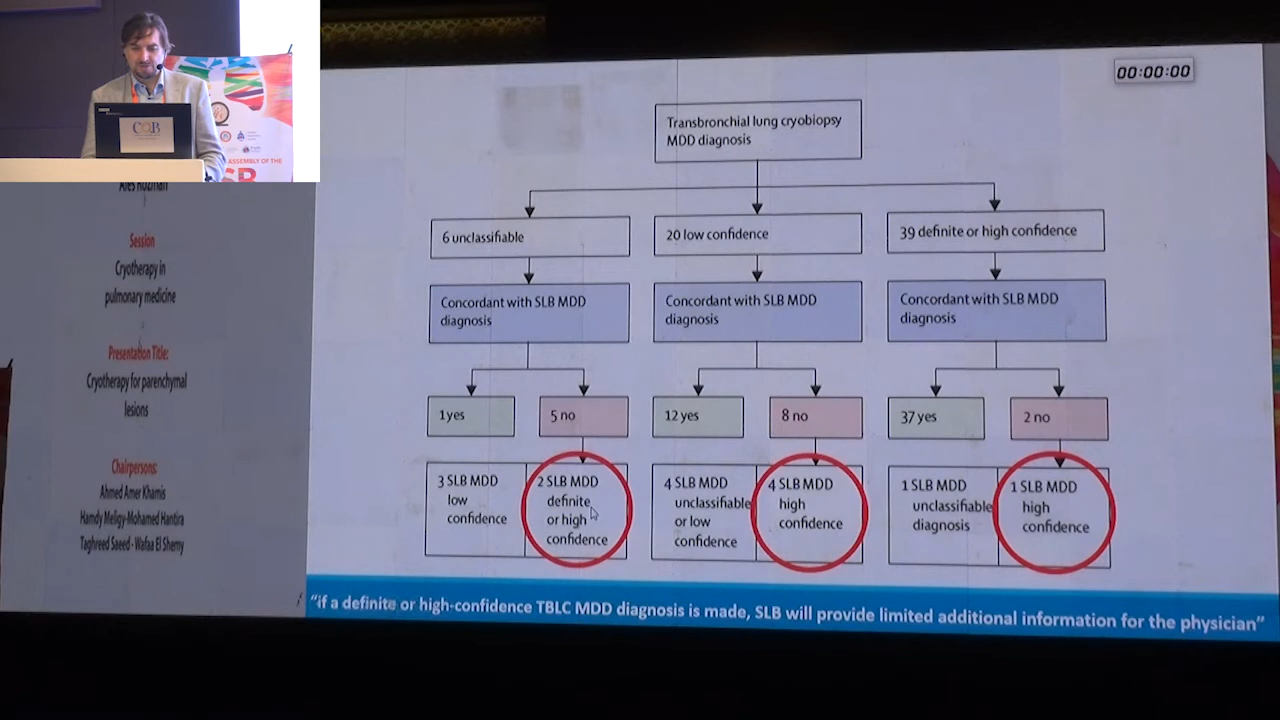 00:00:00
Transbronchial lung cryobiopsy
MDD diagnosis
6 unclassifiable
20 low confidence
39 definite or high confidence
Concordant with SLB MDD
diagnosis
Concordant with SLB MDD
diagnosis
Concordant with SLB MDD
diagnosis
1 yes
5 no
12 yes
8 no
37 yes
2 no
3 SLB MDD
low
confidence
2 SLB MDD
definite
or high
confidence
4 SLB MDD
unclassifiable
or low
confidence
4 SLB MDD
high
confidence
1 SLB MDD
unclassifiable
diagnosis
1 SLB MDD
high
confidence
"if a definite or high-confidence TBLC MDD diagnosis is made, SLB will provide limited additional information for the physician"
Ales Rozman
Session
Cryotherapy in
pulmonary medicine
Presentation Title:
Cryotherapy for parenchymal
lesions
Chairpersons:
Ahmed Amer Khamis
Hamdy Meligy-Mohamed Hantira
Taghreed Saeed - Wafaa El Shemy
ASSEMBLY OF THE